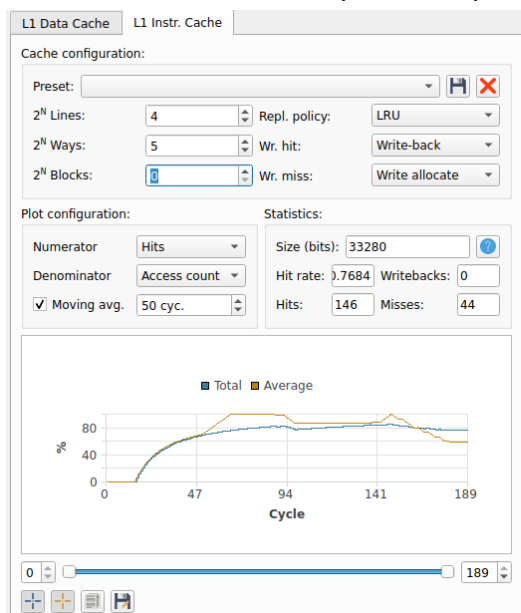 L1 Data Cache L1 Instr. Cache
Cache configuration:
Preset:
2^N Lines: 4 Repl. policy: LRU
2^N Ways: 5 Wr. hit: Write-back
2^N Blocks: 0 Wr. miss: Write allocate
Plot configuration: Statistics:
Numerator Hits Size (bits): 33280 ?
Denominator Access count Hit rate: 0.7684 Writebacks: 0
Moving avg. 50 cyc. Hits: 146 Misses: 44
Total Average
80
40
0
%
0 47 94 141 189
Cycle
0 189